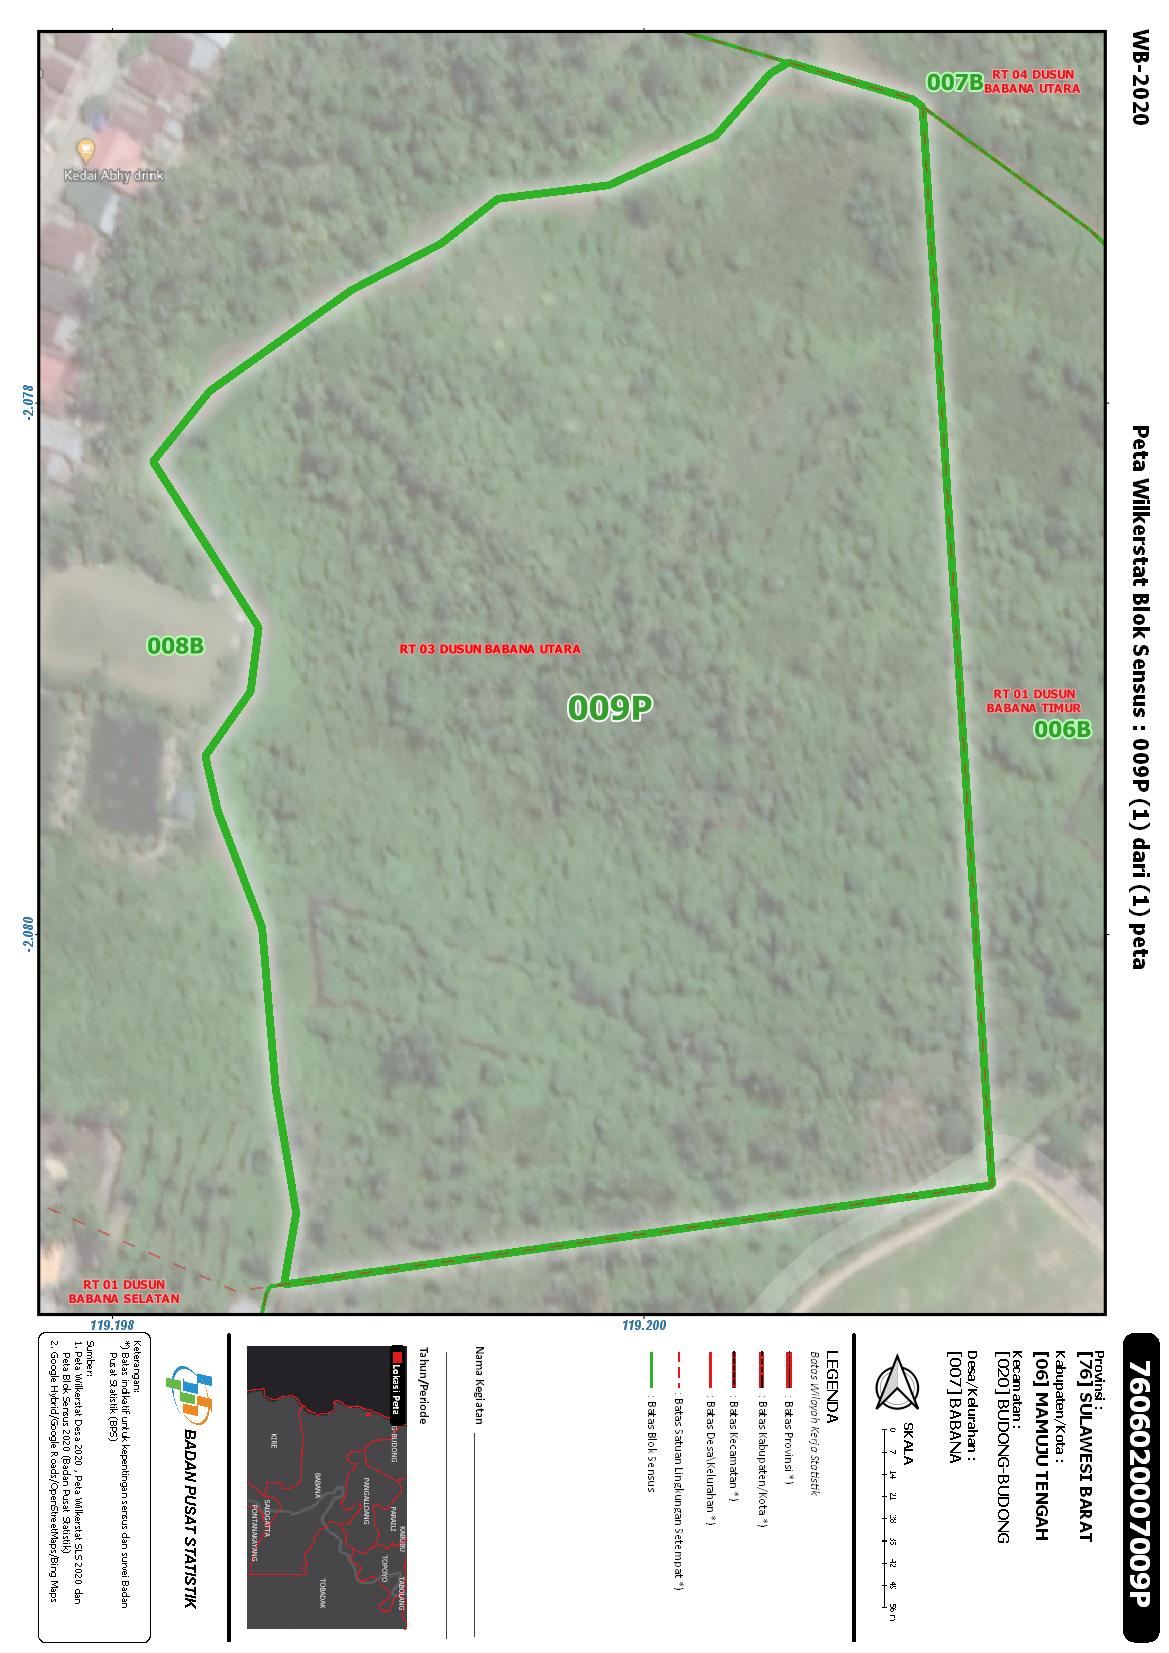 WB-2020
Peta Wilkerstat Blok Sensus : 009P (1) dari (1) peta
7606020007009P
007B
RT 04 DUSUN
BABANA UTARA
Kedai Abhy drink
-2.078
008B
RT 03 DUSUN BABANA UTARA
009P
RT 01 DUSUN
BABANA TIMUR
006B
-2.080
RT 01 DUSUN
BABANA SELATAN
119.198
119.200
Provinsi :
[76] SULAWESI BARAT
Kabupaten/Kota :
[06] MAMUJU TENGAH
Kecamatan :
[020] BUDONG-BUDONG
Desa/Kelurahan :
[007] BABANA
SKALA
0 7 14 21 28 35 42 49 56 m
LEGENDA
Batas Wilayah Kerja Statistik
: Batas Provinsi *)
: Batas Kabupaten/Kota *)
: Batas Kecamatan *)
: Batas Desa\Kelurahan *)
: Batas Satuan Lingkungan Setempat *)
: Batas Blok Sensus
Nama Kegiatan
Tahun/Periode
Lokasi Peta
G-BUDONG
KABUBU
TABOLANG
PARAILI
PANGALLOANG
TOPOYO
BABANA
TOBADAK
KIRE
SALOGATTA
PONTANAKAYANG
BADAN PUSAT STATISTIK
Keterangan:
*) Batas indikatif untuk kepentingan sensus dan survei Badan
Pusat Statistik (BPS)
Sumber:
1. Peta Wilkerstat Desa 2020 , Peta Wilkerstat SLS 2020 dan
Peta Blok Sensus 2020 (Badan Pusat Statistik)
2. Google Hybrid/Google Roads/OpenStreetMaps/Bing Maps